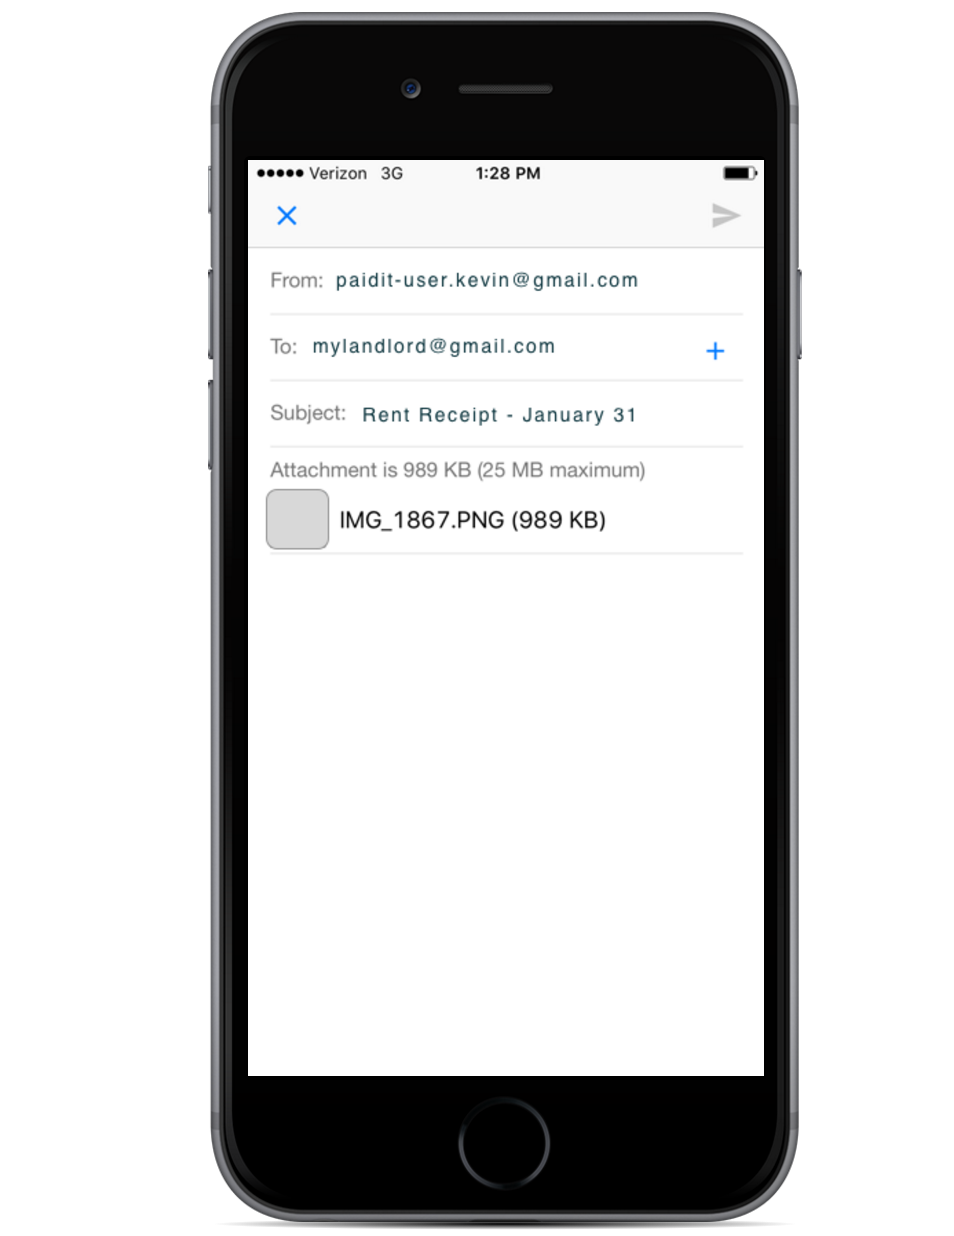 Verizon 3G 1:28 PM
From: paidit-user.kevin@gmail.com
To: mylandlord@gmail.com +
Subject: Rent Receipt - January 31
Attachment is 989 KB (25 MB maximum)
IMG_1867.PNG (989 KB)